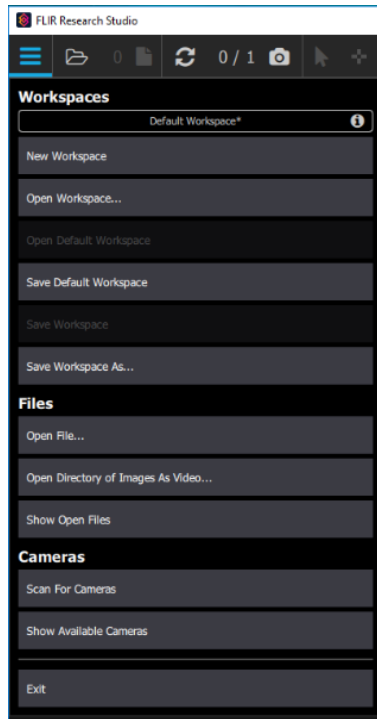 FLIR Research Studio
0
0 / 1
Workspaces
Default Workspace*
New Workspace
Open Workspace...
Open Default Workspace
Save Default Workspace
Save Workspace
Save Workspace As...
Files
Open File...
Open Directory of Images As Video...
Show Open Files
Cameras
Scan For Cameras
Show Available Cameras
Exit